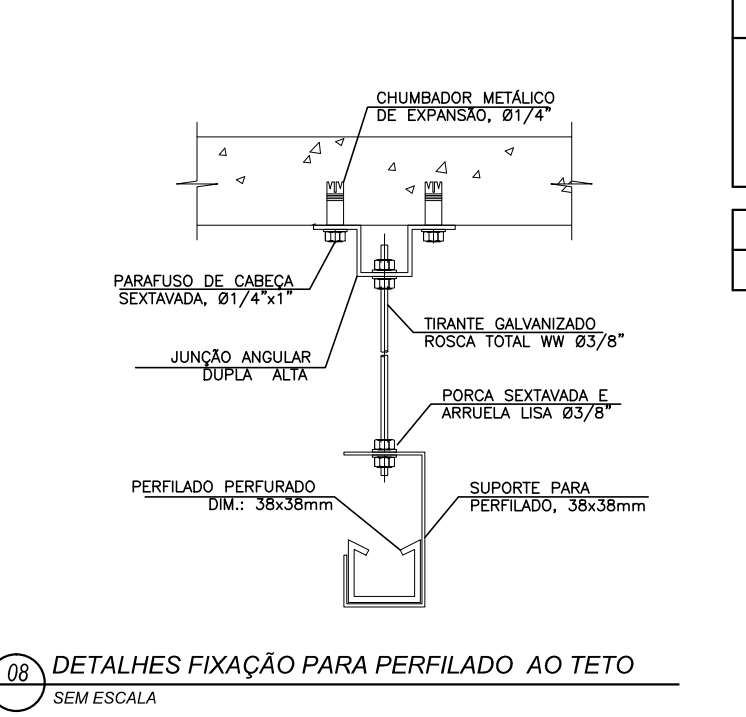 CHUMBADOR METÁLICO
DE EXPANSÃO, Ø1/4"
PARAFUSO DE CABEÇA
SEXTAVADA, Ø1/4"x1"
TIRANTE GALVANIZADO
ROSCA TOTAL WW Ø3/8"
JUNÇÃO ANGULAR
DUPLA ALTA
PORCA SEXTAVADA E
ARRUELA LISA Ø3/8"
PERFILADO PERFURADO
DIM.: 38x38mm
SUPORTE PARA
PERFILADO, 38x38mm
08 DETALHES FIXAÇÃO PARA PERFILADO AO TETO
SEM ESCALA